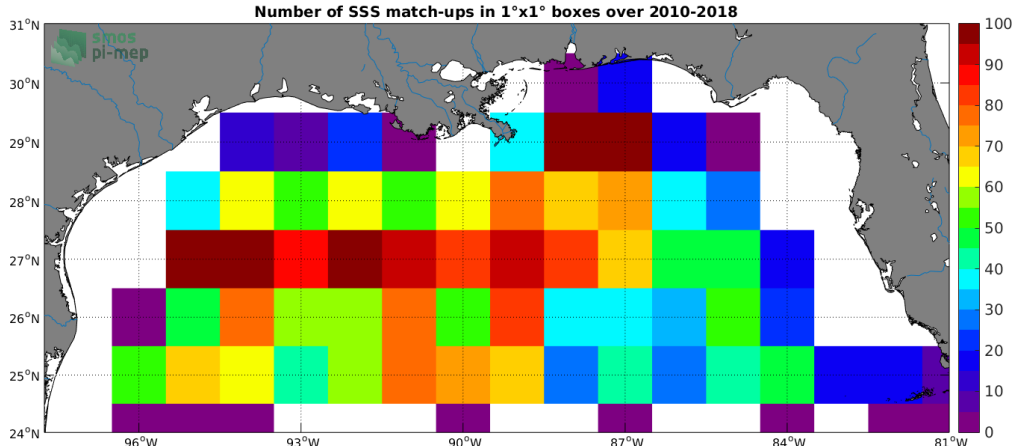 Number of SSS match-ups in 1°x1° boxes over 2010-2018
smos
pi-mep
31°N
30°N
29°N
28°N
27°N
26°N
25°N
24°N
96°W
93°W
90°W
87°W
84°W
81°W
100
90
80
70
60
50
40
30
20
10
0